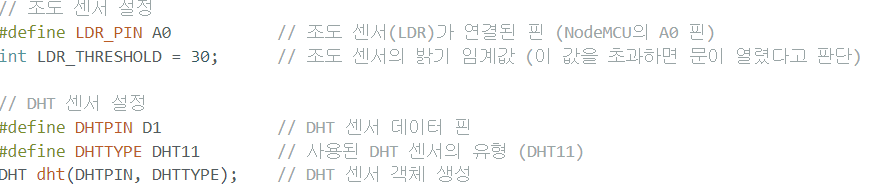 // 조도 센서 설정
#define LDR_PIN A0 // 조도 센서(LDR)가 연결된 핀 (NodeMCU의 A0 핀)
int LDR_THRESHOLD = 30; // 조도 센서의 밝기 임계값 (이 값을 초과하면 문이 열렸다고 판단)
// DHT 센서 설정
#define DHTPIN D1 // DHT 센서 데이터 핀
#define DHTTYPE DHT11 // 사용된 DHT 센서의 유형 (DHT11)
DHT dht(DHTPIN, DHTTYPE); // DHT 센서 객체 생성